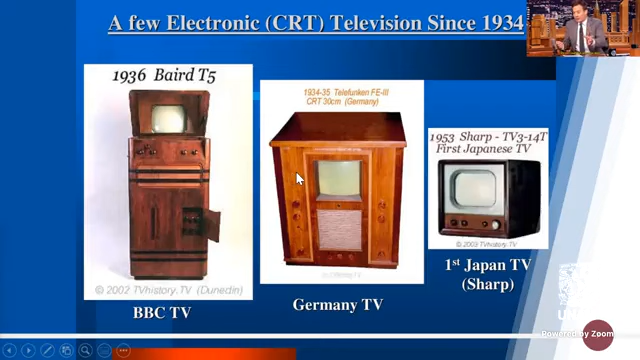 A few Electronic (CRT) Television Since 1934
1936 Baird T5
© 2002 TVhistory.TV (Dunedin)
BBC TV
1934-35 Telefunken FE-III
CRT 30cm (Germany)
Germany TV
1953 Sharp - TV3-14T
First Japanese TV
© 2003 TVhistory.TV
1st Japan TV
(Sharp)
Powered by Zoom